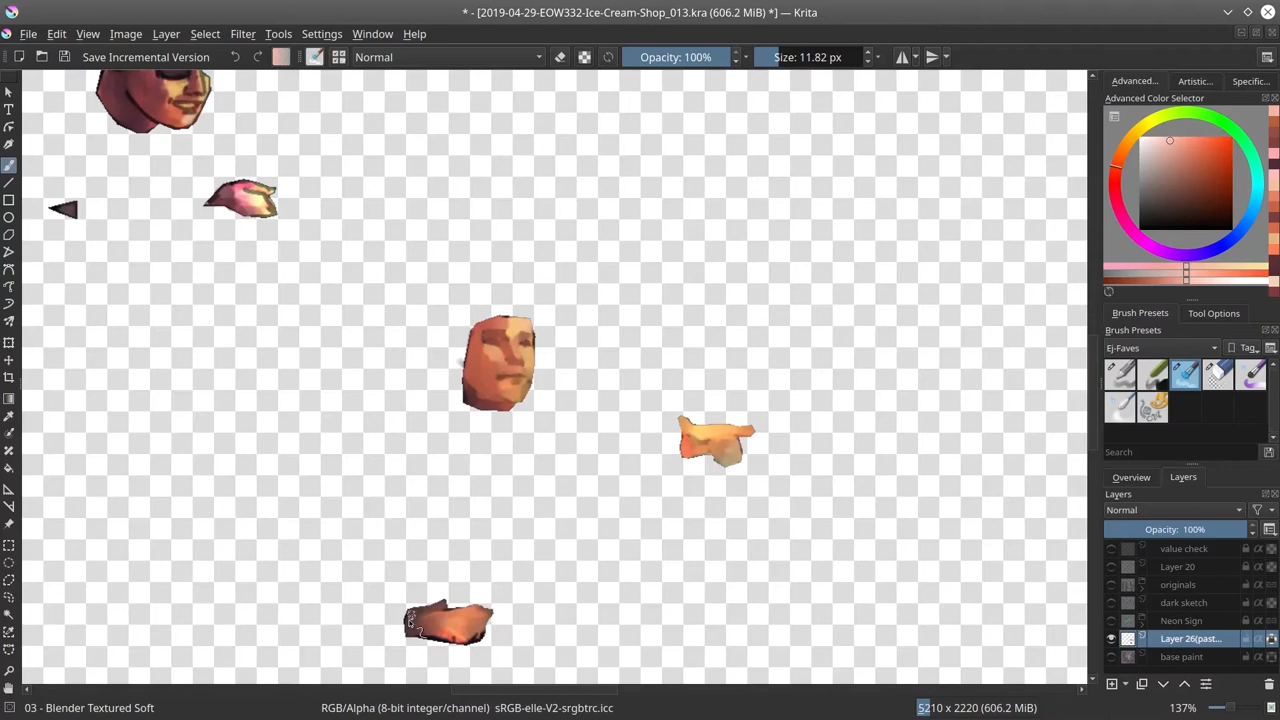 * - [2019-04-29-EOW332-Ice-Cream-Shop_013.kra (606.2 MiB) *] — Krita
File Edit View Image Layer Select Filter Tools Settings Window Help
Save Incremental Version Normal Opacity: 100% Size: 11.82 px
Advanced... Artistic... Specific...
Advanced Color Selector
Brush Presets Tool Options
Brush Presets
Ej-Faves Tag
Search
Overview Layers
Layers
Normal
Opacity: 100%
value check
Layer 20
originals
dark sketch
Neon Sign
Layer 26(past...
base paint
03 - Blender Textured Soft RGB/Alpha (8-bit integer/channel) sRGB-elle-V2-srgbtrc.icc 5210 x 2220 (606.2 MiB) 137%